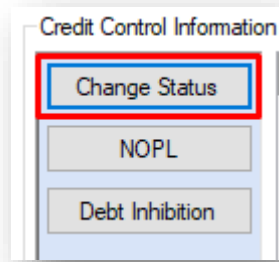 Credit Control Information
Change Status
NOPL
Debt Inhibition